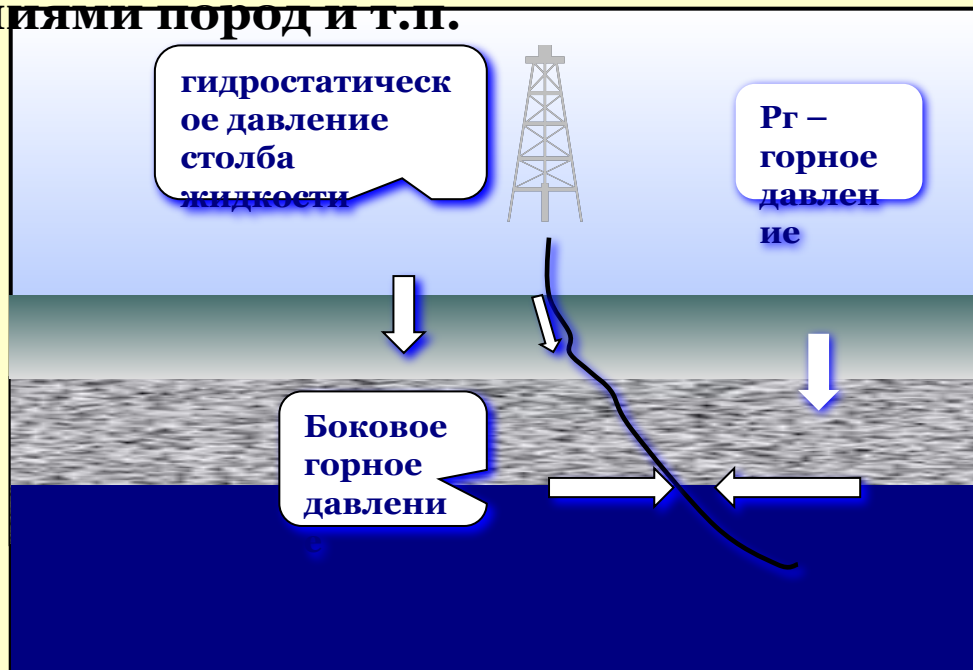 иями пород и т.п.
гидростатическ
ое давление
столба
жидкости
Рг –
горное
давлен
ие
Боковое
горное
давлени
е